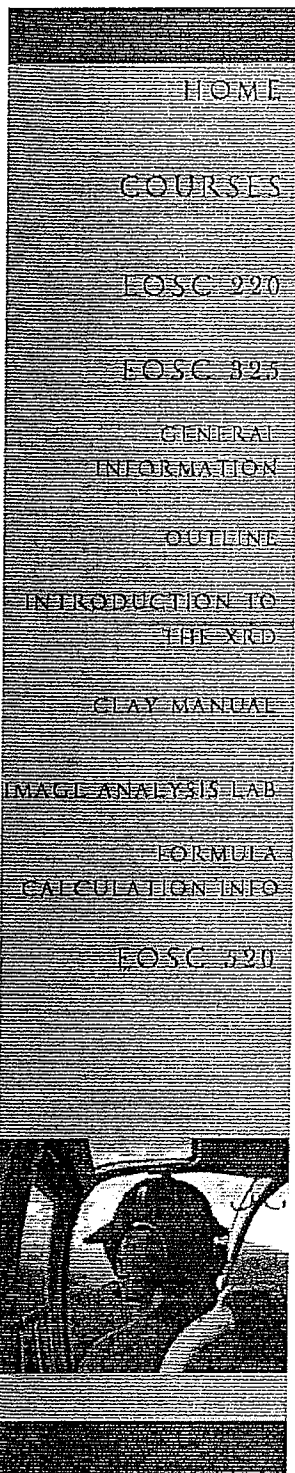 HOME
COURSES
EOSC 220
EOSC 325
GENERAL
INFORMATION
OUTLINE
INTRODUCTION TO
THE XRD
CLAY MANUAL
IMAGE ANALYSIS LAB
FORMULA
CALCULATION INFO
EOSC 520